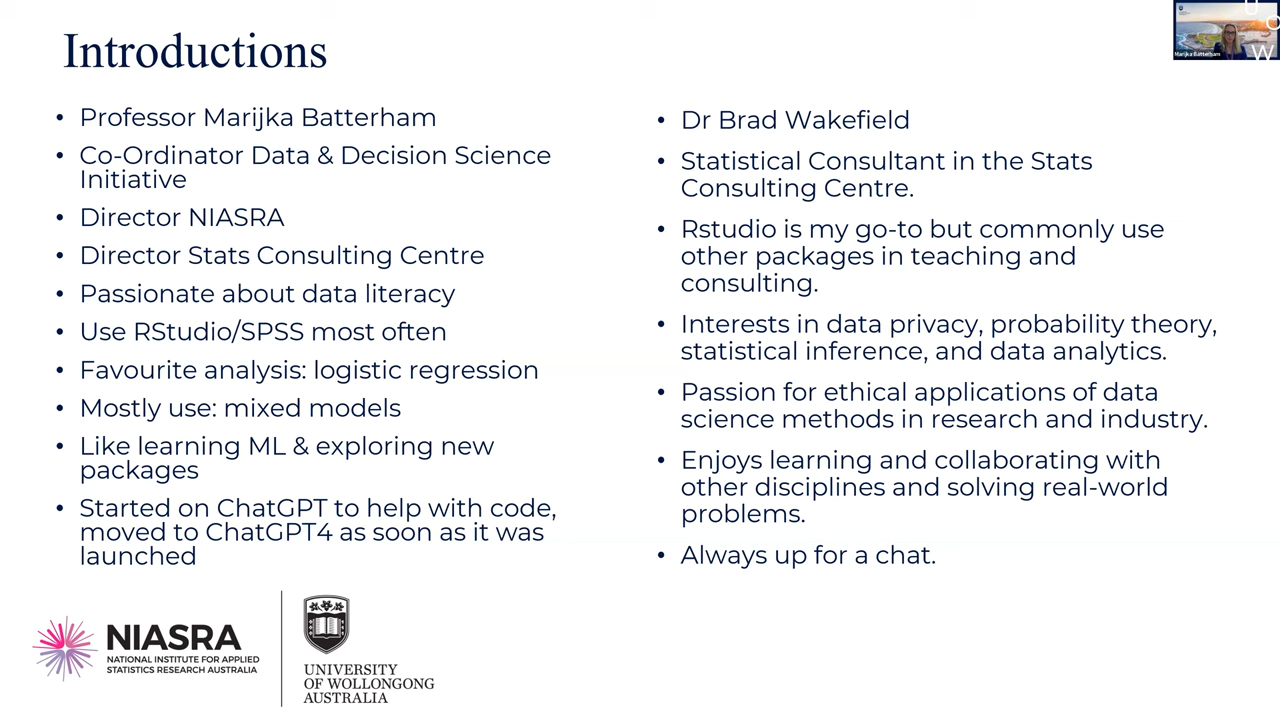 Introductions
• Professor Marijka Batterham
• Co-Ordinator Data & Decision Science
Initiative
• Director NIASRA
• Director Stats Consulting Centre
• Passionate about data literacy
• Use RStudio/SPSS most often
• Favourite analysis: logistic regression
• Mostly use: mixed models
• Like learning ML & exploring new
packages
• Started on ChatGPT to help with code,
moved to ChatGPT4 as soon as it was
launched
• Dr Brad Wakefield
• Statistical Consultant in the Stats
Consulting Centre.
• Rstudio is my go-to but commonly use
other packages in teaching and
consulting.
• Interests in data privacy, probability theory,
statistical inference, and data analytics.
• Passion for ethical applications of data
science methods in research and industry.
• Enjoys learning and collaborating with
other disciplines and solving real-world
problems.
• Always up for a chat.
NIASRA
NATIONAL INSTITUTE FOR APPLIED
STATISTICS RESEARCH AUSTRALIA
UNIVERSITY
OF WOLLONGONG
AUSTRALIA
Marijka Batterham
U
O
W